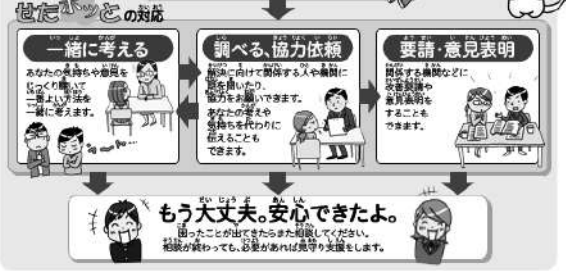 せたホッとの対応
一緒に考える
あなたの気持ちや意見を
じっくり聴いて
一番よい方法を
一緒に考えます。
調べる、協力依頼
解決に向けて関係する人や機関に
話を聞いたり、
協力をお願いできます。
あなたの考えや
気持ちを代わりに
伝えることも
できます。
要請・意見表明
関係する機関などに
改善要請や
意見表明を
することも
できます。
もう大丈夫。安心できたよ。
困ったことが出てきたらまた相談してください。
相談が終わっても、必要があれば見守り支援をします。